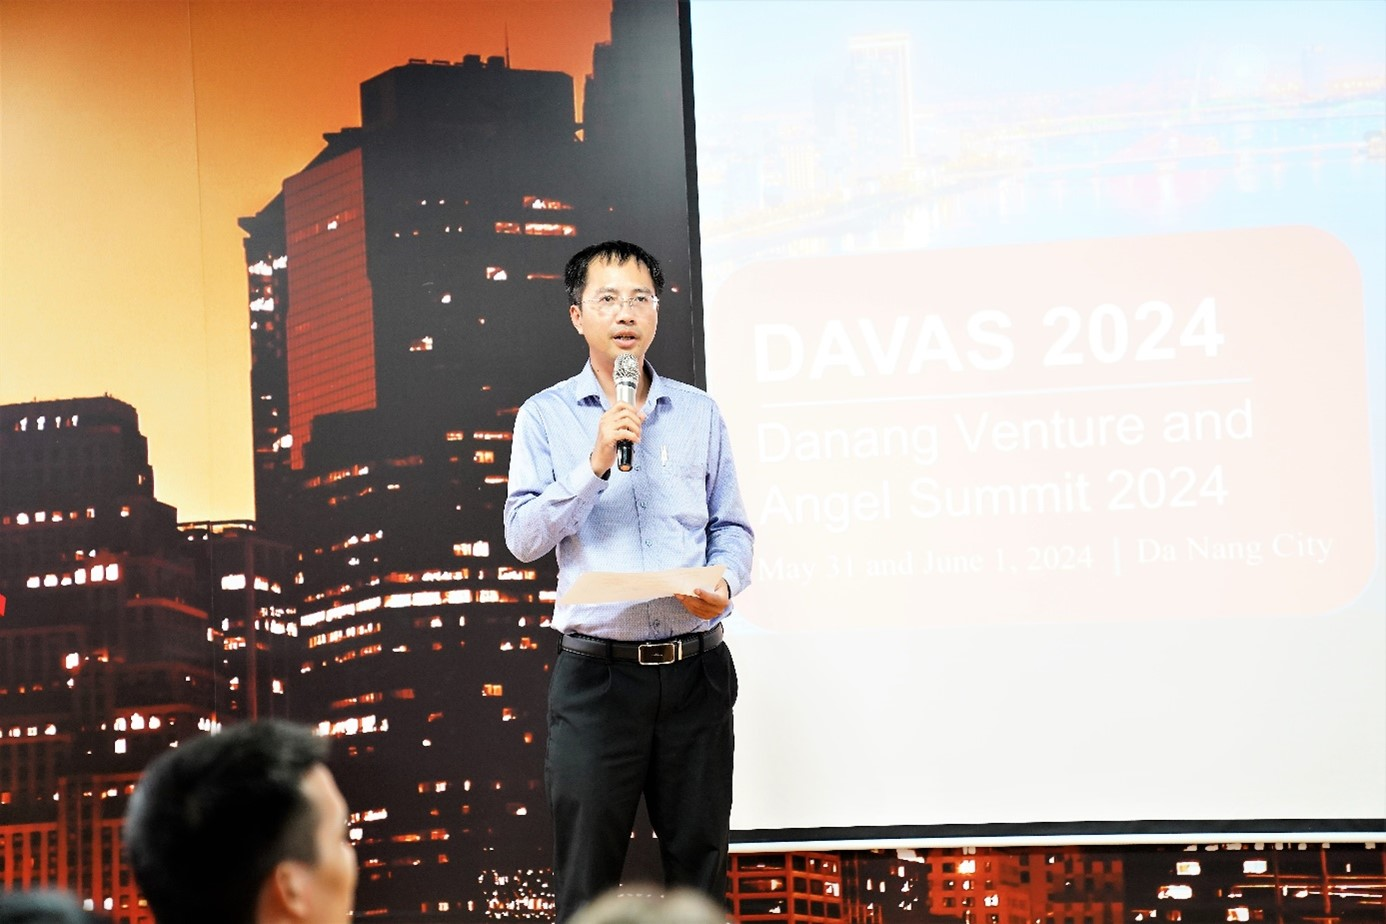 DAVAS 2024
Danang Venture and
Angel Summit 2024
May 31 and June 1, 2024 | Da Nang City